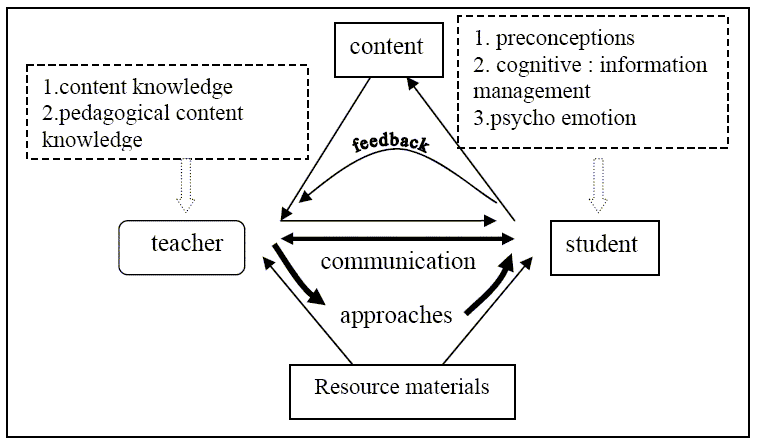 content
1. preconceptions
2. cognitive : information
management
3.psycho emotion
1.content knowledge
2.pedagogical content
knowledge
feedback
teacher
student
communication
approaches
Resource materials